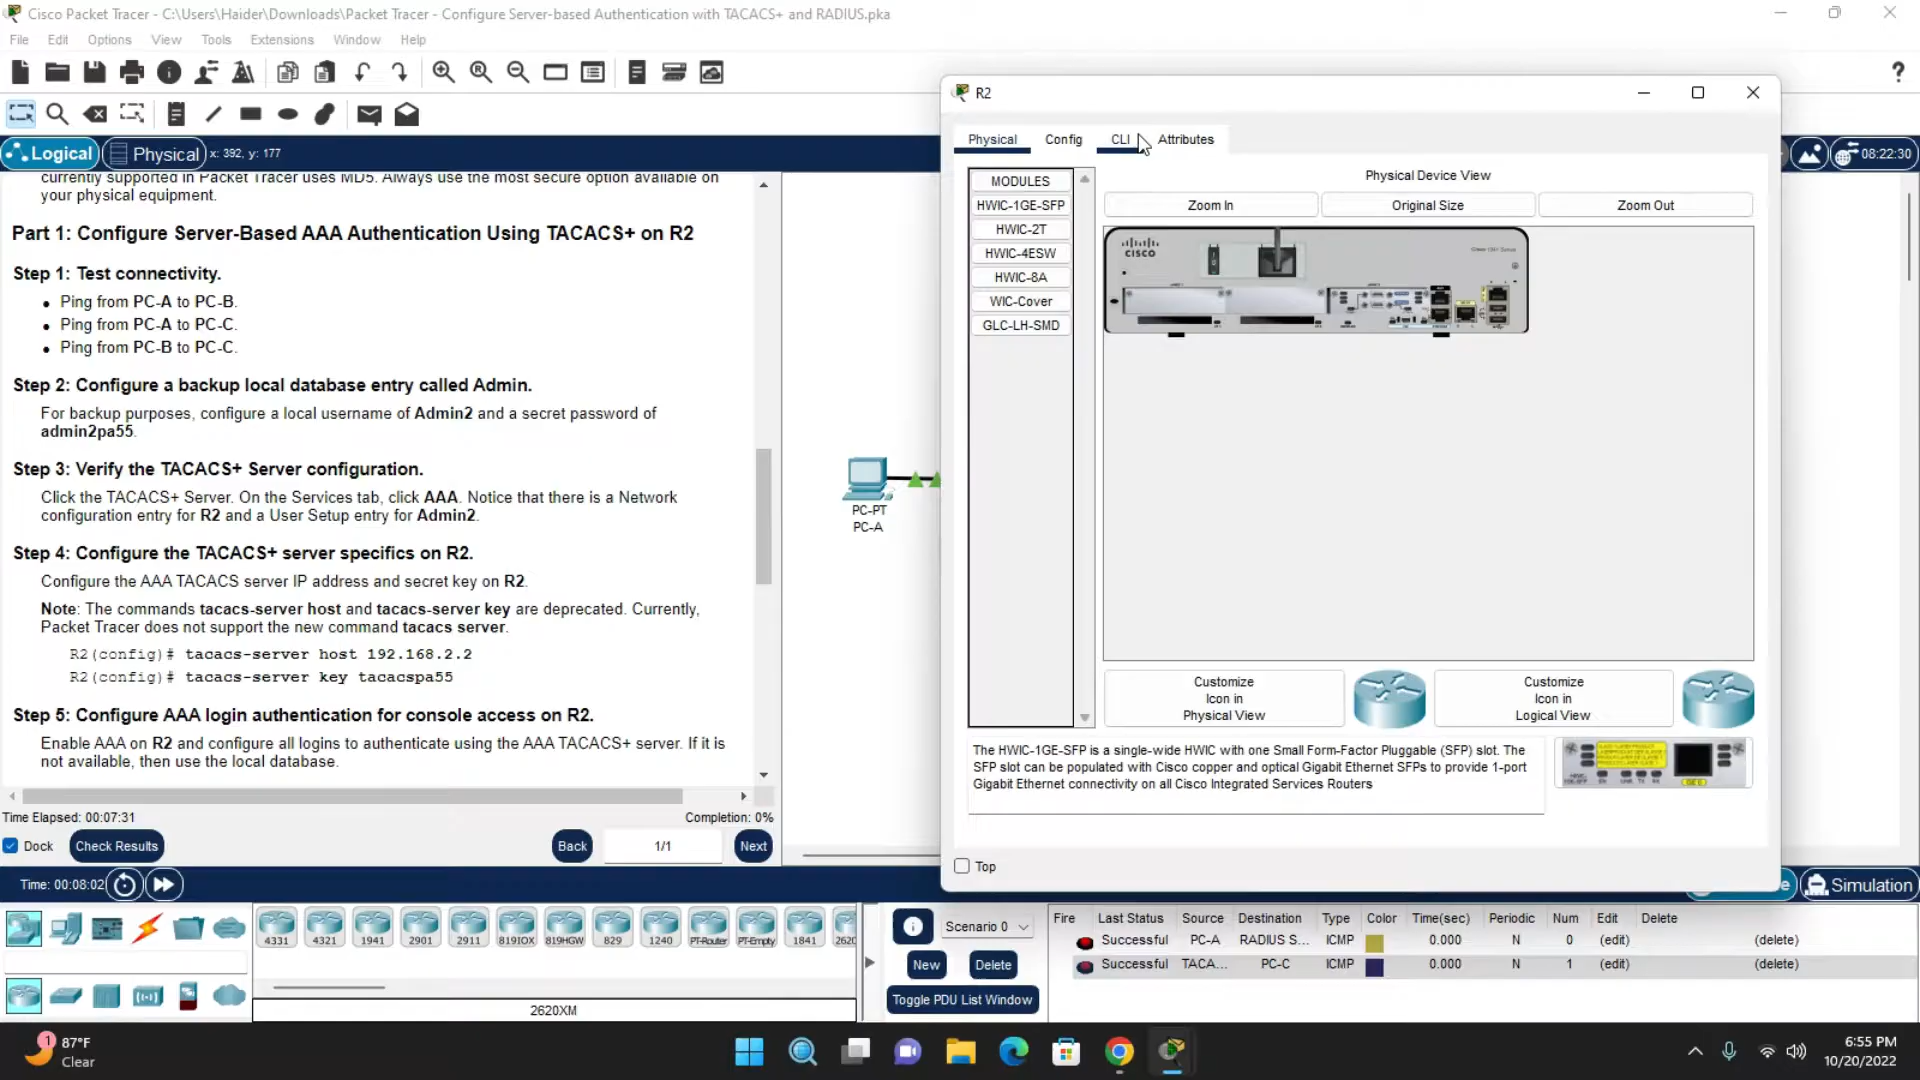 Cisco Packet Tracer - C:\Users\Haider\Downloads\Packet Tracer - Configure Server-based Authentication with TACACS+ and RADIUS.pka
File Edit Options View Tools Extensions Window Help
Logical Physical x: 392, y: 177
08:22:30
currently supported in Packet Tracer uses MD5. Always use the most secure option available on
your physical equipment.
Part 1: Configure Server-Based AAA Authentication Using TACACS+ on R2
Step 1: Test connectivity.
• Ping from PC-A to PC-B.
• Ping from PC-A to PC-C.
• Ping from PC-B to PC-C.
Step 2: Configure a backup local database entry called Admin.
For backup purposes, configure a local username of Admin2 and a secret password of
admin2pa55.
Step 3: Verify the TACACS+ Server configuration.
Click the TACACS+ Server. On the Services tab, click AAA. Notice that there is a Network
configuration entry for R2 and a User Setup entry for Admin2.
Step 4: Configure the TACACS+ server specifics on R2.
Configure the AAA TACACS server IP address and secret key on R2.
Note: The commands tacacs-server host and tacacs-server key are deprecated. Currently,
Packet Tracer does not support the new command tacacs server.
R2(config)# tacacs-server host 192.168.2.2
R2(config)# tacacs-server key tacacspa55
Step 5: Configure AAA login authentication for console access on R2.
Enable AAA on R2 and configure all logins to authenticate using the AAA TACACS+ server. If it is
not available, then use the local database.
Time Elapsed: 00:07:31 Completion: 0%
Dock Check Results Back 1/1 Next
PC-PT
PC-A
R2
Physical Config CLI Attributes
MODULES
HWIC-1GE-SFP
HWIC-2T
HWIC-4ESW
HWIC-8A
WIC-Cover
GLC-LH-SMD
Physical Device View
Zoom In Original Size Zoom Out
CISCO
Customize
Icon in
Physical View
Customize
Icon in
Logical View
The HWIC-1GE-SFP is a single-wide HWIC with one Small Form-Factor Pluggable (SFP) slot. The
SFP slot can be populated with Cisco copper and optical Gigabit Ethernet SFPs to provide 1-port
Gigabit Ethernet connectivity on all Cisco Integrated Services Routers
Top
Time: 00:08:02
e Simulation
4331 4321 1941 2901 2911 819IOX 819HGW 829 1240 PT-Router PT-Empty 1841 2620
2620XM
Scenario 0
New Delete
Toggle PDU List Window
Fire Last Status Source Destination Type Color Time(sec) Periodic Num Edit Delete
Successful PC-A RADIUS S... ICMP 0.000 N 0 (edit) (delete)
Successful TACA... PC-C ICMP 0.000 N 1 (edit) (delete)
1
87°F
Clear
6:55 PM
10/20/2022